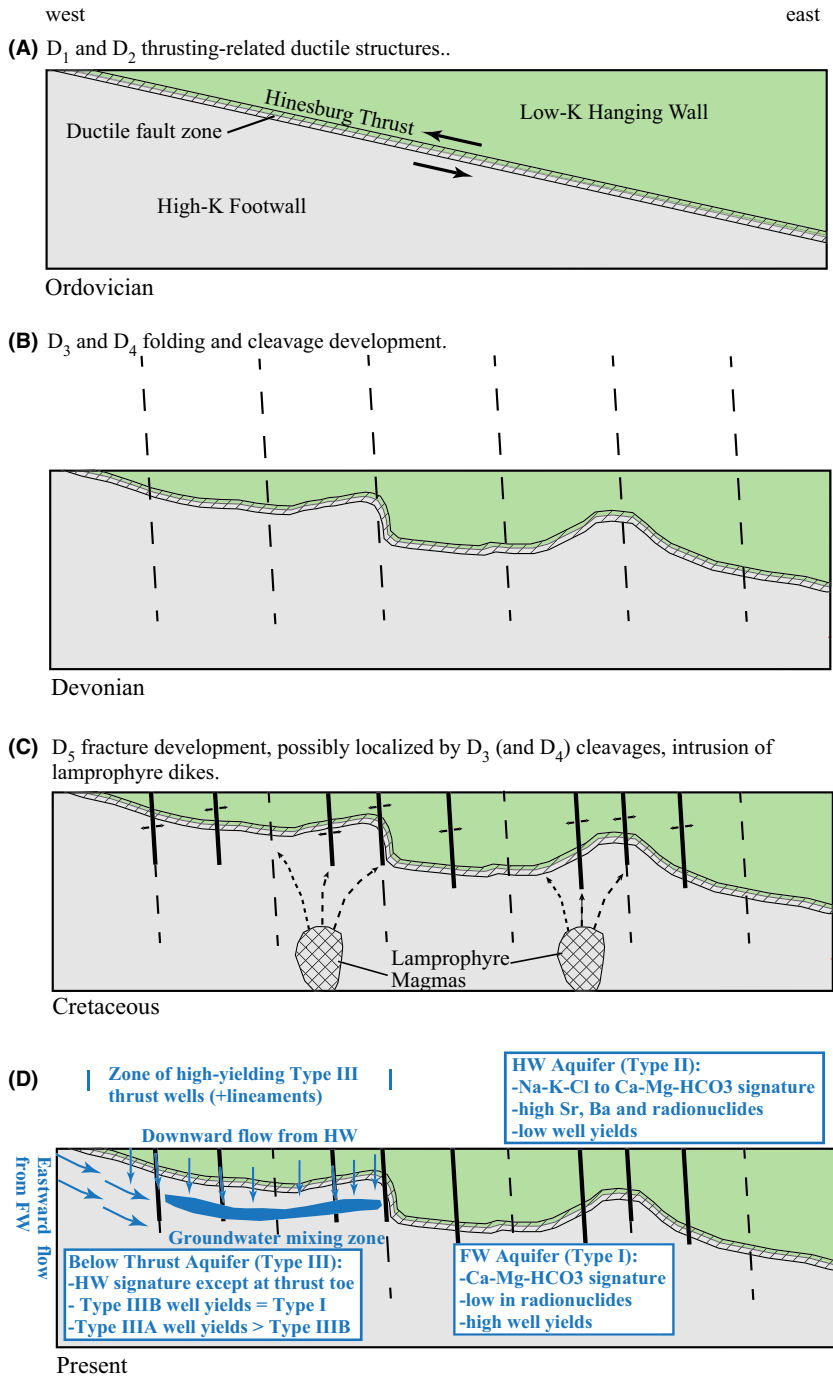 west
east
(A) D1 and D2 thrusting-related ductile structures..
Hinesburg Thrust
Low-K Hanging Wall
Ductile fault zone
High-K Footwall
Ordovician
(B) D3 and D4 folding and cleavage development.
Devonian
(C) D5 fracture development, possibly localized by D3 (and D4) cleavages, intrusion of
lamprophyre dikes.
Lamprophyre
Magmas
Cretaceous
(D)
Zone of high-yielding Type III
thrust wells (+lineaments)
HW Aquifer (Type II):
-Na-K-Cl to Ca-Mg-HCO3 signature
-high Sr, Ba and radionuclides
-low well yields
Downward flow from HW
Eastward flow
from FW
Groundwater mixing zone
Below Thrust Aquifer (Type III):
-HW signature except at thrust toe
- Type IIIB well yields = Type I
-Type IIIA well yields > Type IIIB
FW Aquifer (Type I):
-Ca-Mg-HCO3 signature
-low in radionuclides
-high well yields
Present